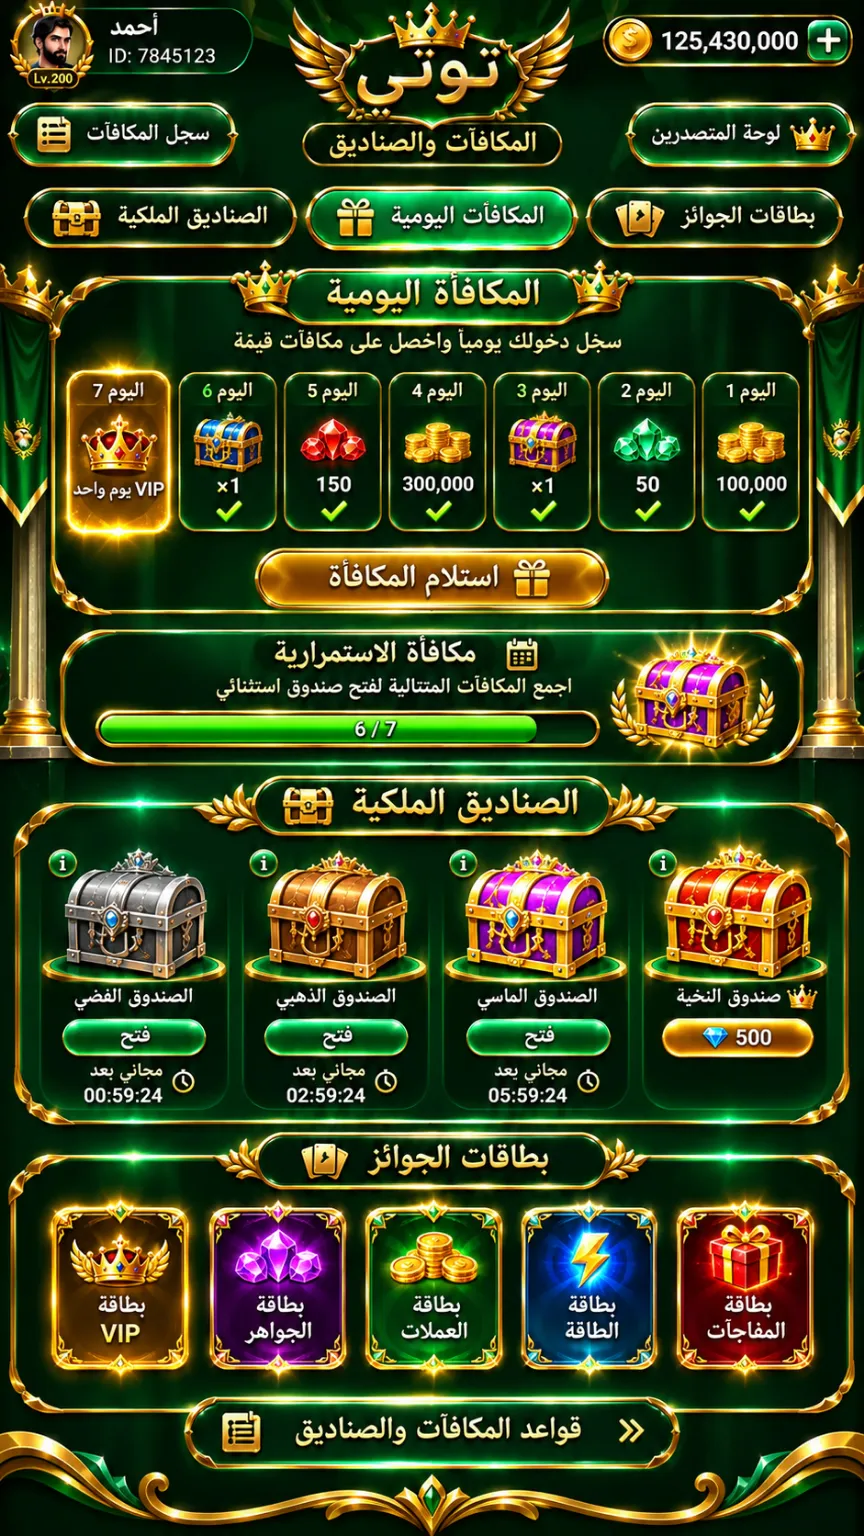 أحمد
ID: 7845123
Lv.200
توتي
المكافآت والصناديق
125,430,000
سجل المكافآت
لوحة المتصدرين
بطاقات الجوائز
المكافآت اليومية
الصناديق الملكية
المكافأة اليومية
سجّل دخولك يومياً واخصل على مكافآت قيمّة
اليوم 1
100,000
اليوم 2
50
اليوم 3
×1
اليوم 4
300,000
اليوم 5
150
اليوم 6
×1
اليوم 7
VIP يوم واحد
استلام المكافأة
مكافأة الاستمرارية
اجمع المكافآت المتتالية لفتح صندوق استثنائي
6 / 7
الصناديق الملكية
صندوق النخية
500
الصندوق الماسي
فتح
مجاني يعد
05:59:24
الصندوق الذهبي
فتح
مجاني بعد
02:59:24
الصندوق الفضي
فتح
مجاني بعد
00:59:24
بطاقات الجوائز
بطاقة
المفاجآت
بطاقة
الطاقة
بطاقة
العملات
بطاقة
الجواهر
بطاقة
VIP
قواعد المكافآت والصناديق